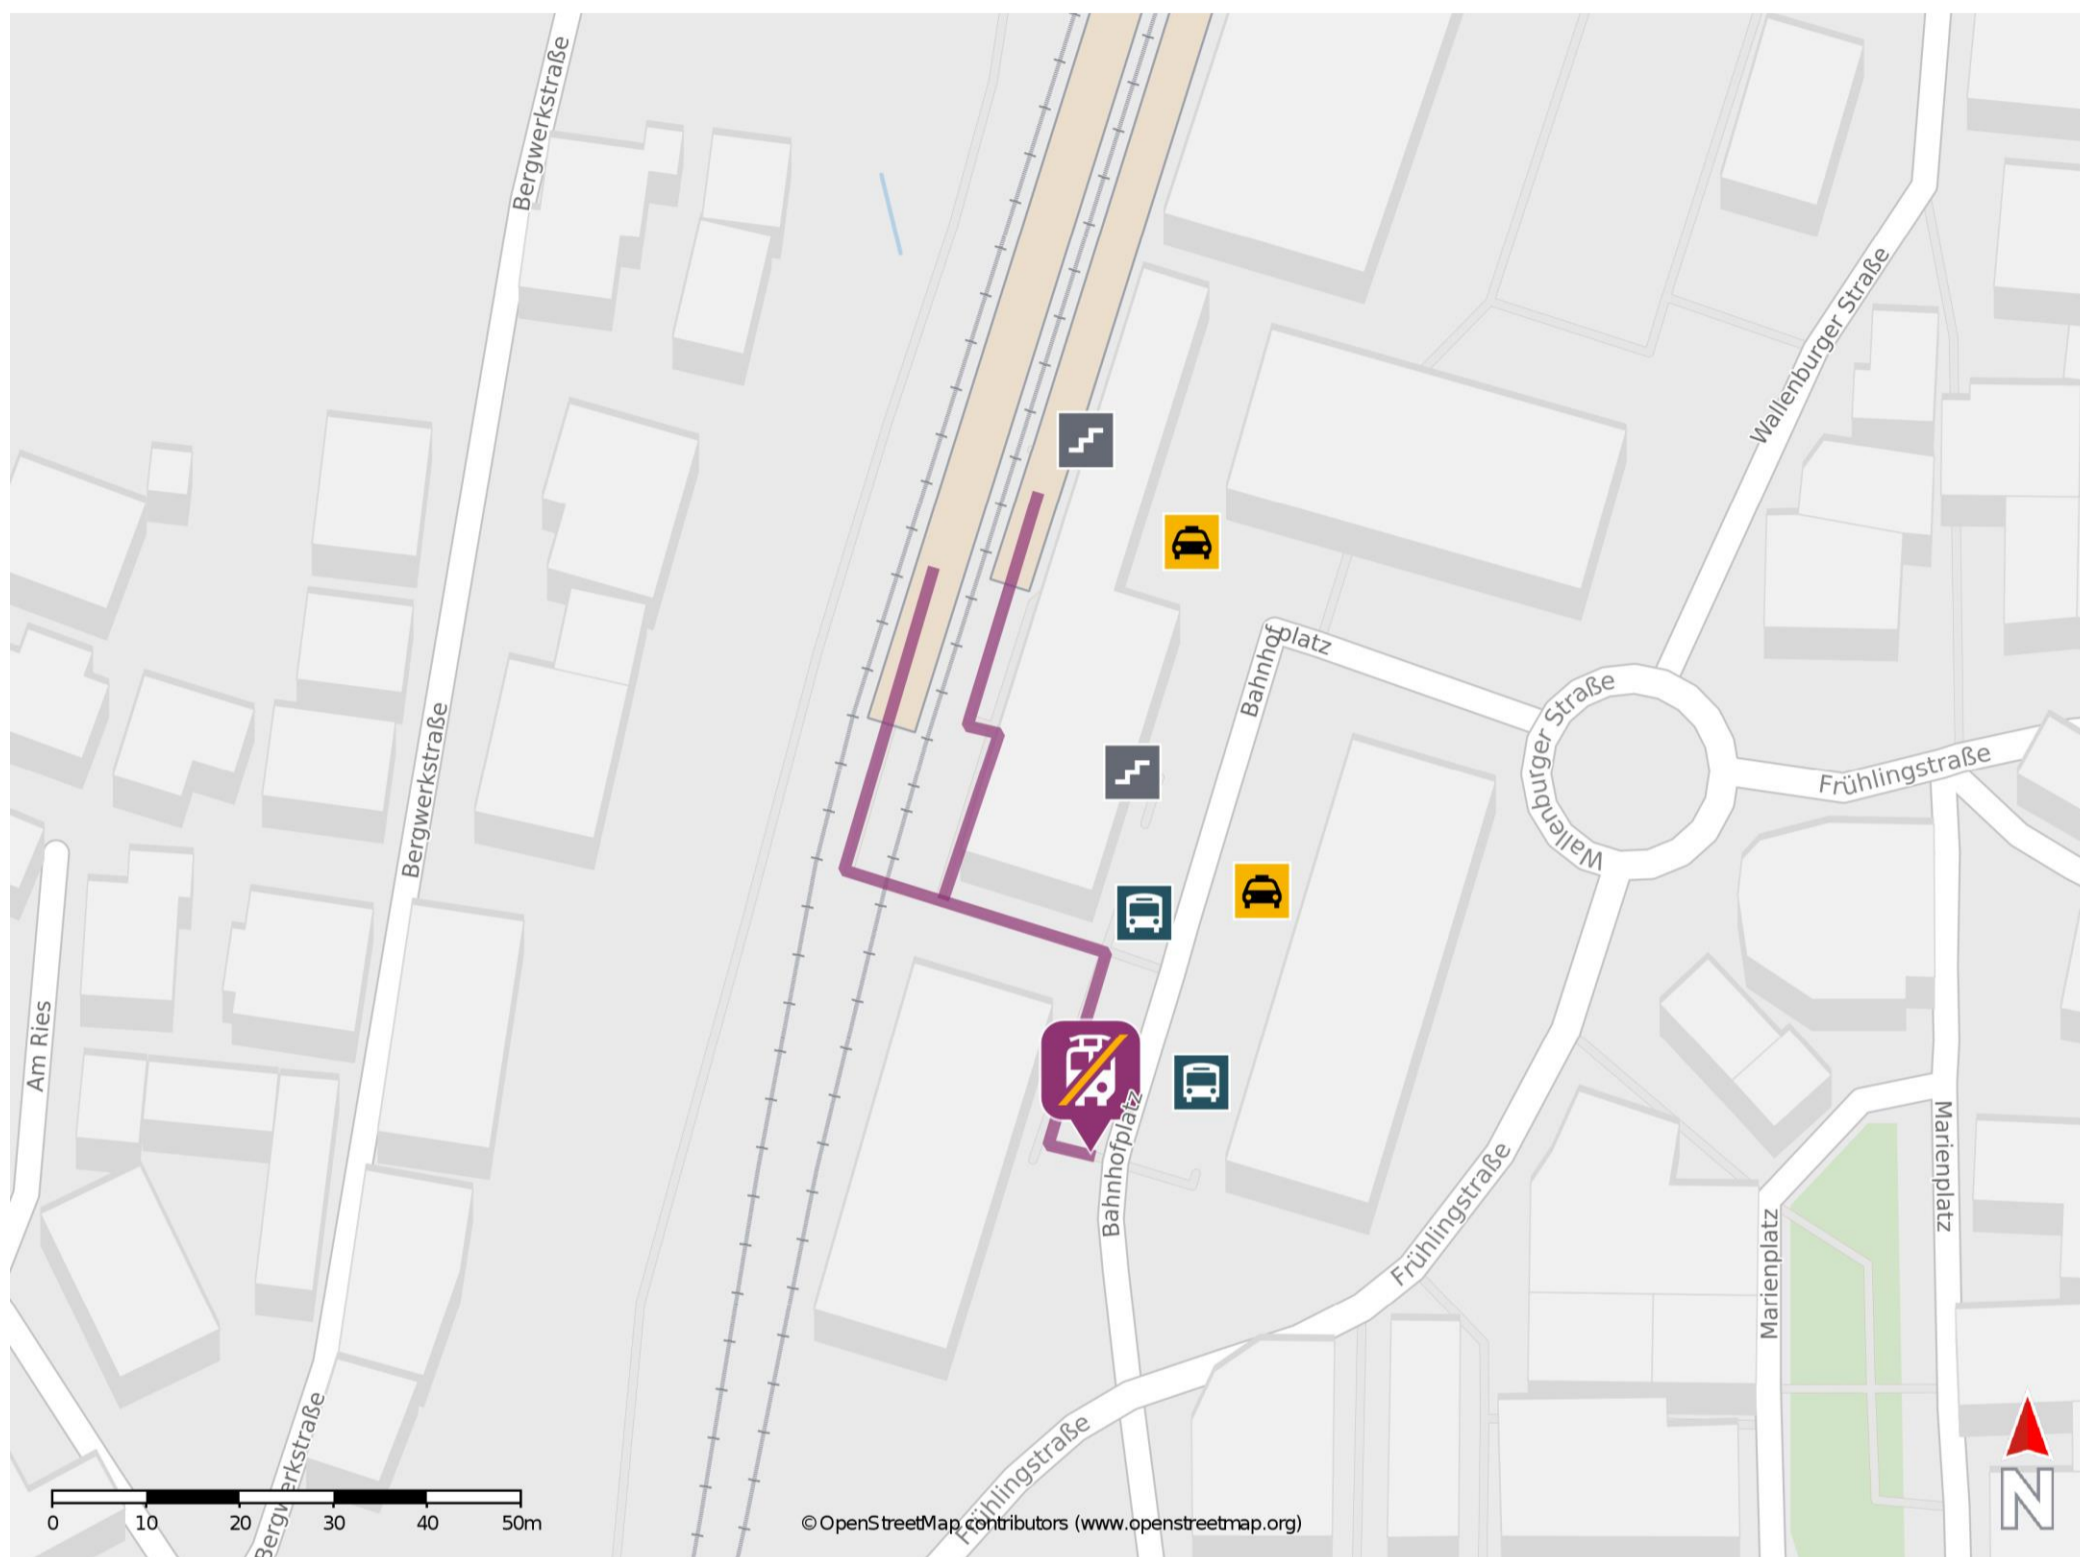 Bergwerkstraße
Wallenburger Straße
Bahnhofplatz
Wallenburger Straße
Frühlingstraße
Bergwerkstraße
Am Ries
Bahnhofplatz
Marienplatz
Marienplatz
Frühlingstraße
Bergwerkstraße
Frühlingstraße
0 10 20 30 40 50m
© OpenStreetMap contributors (www.openstreetmap.org)
N